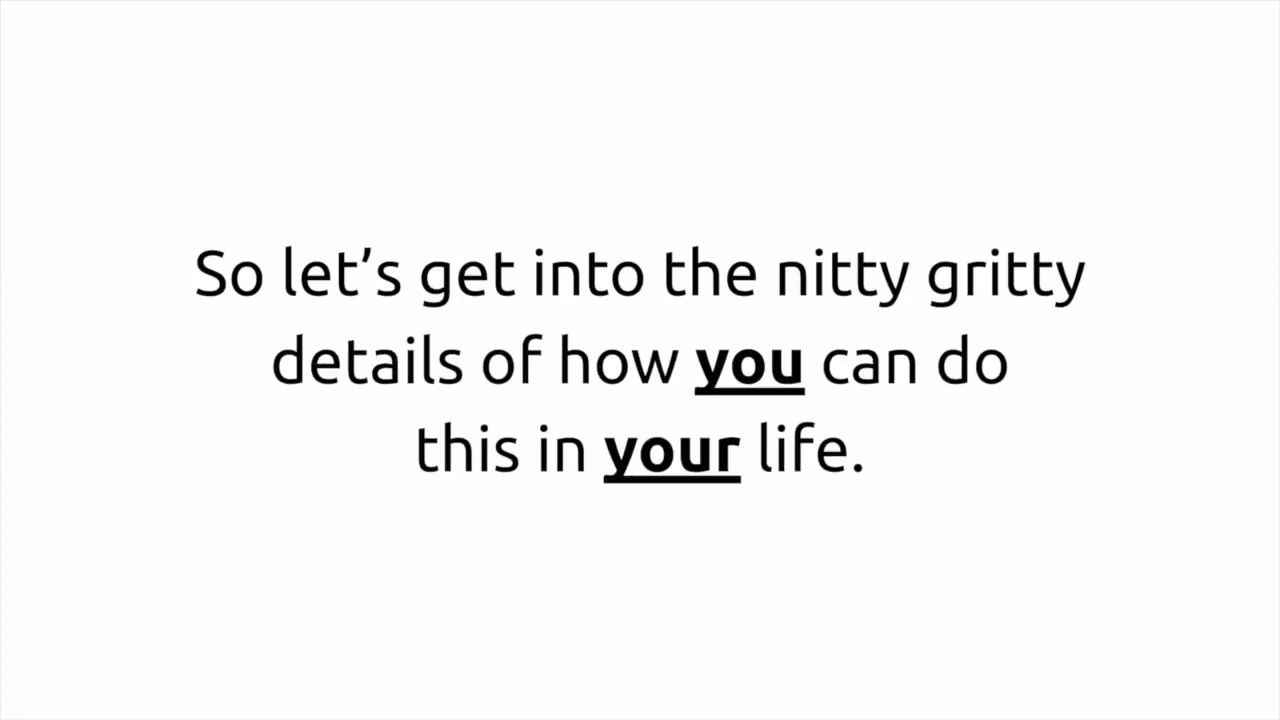 So let’s get into the nitty gritty
details of how you can do
this in your life.